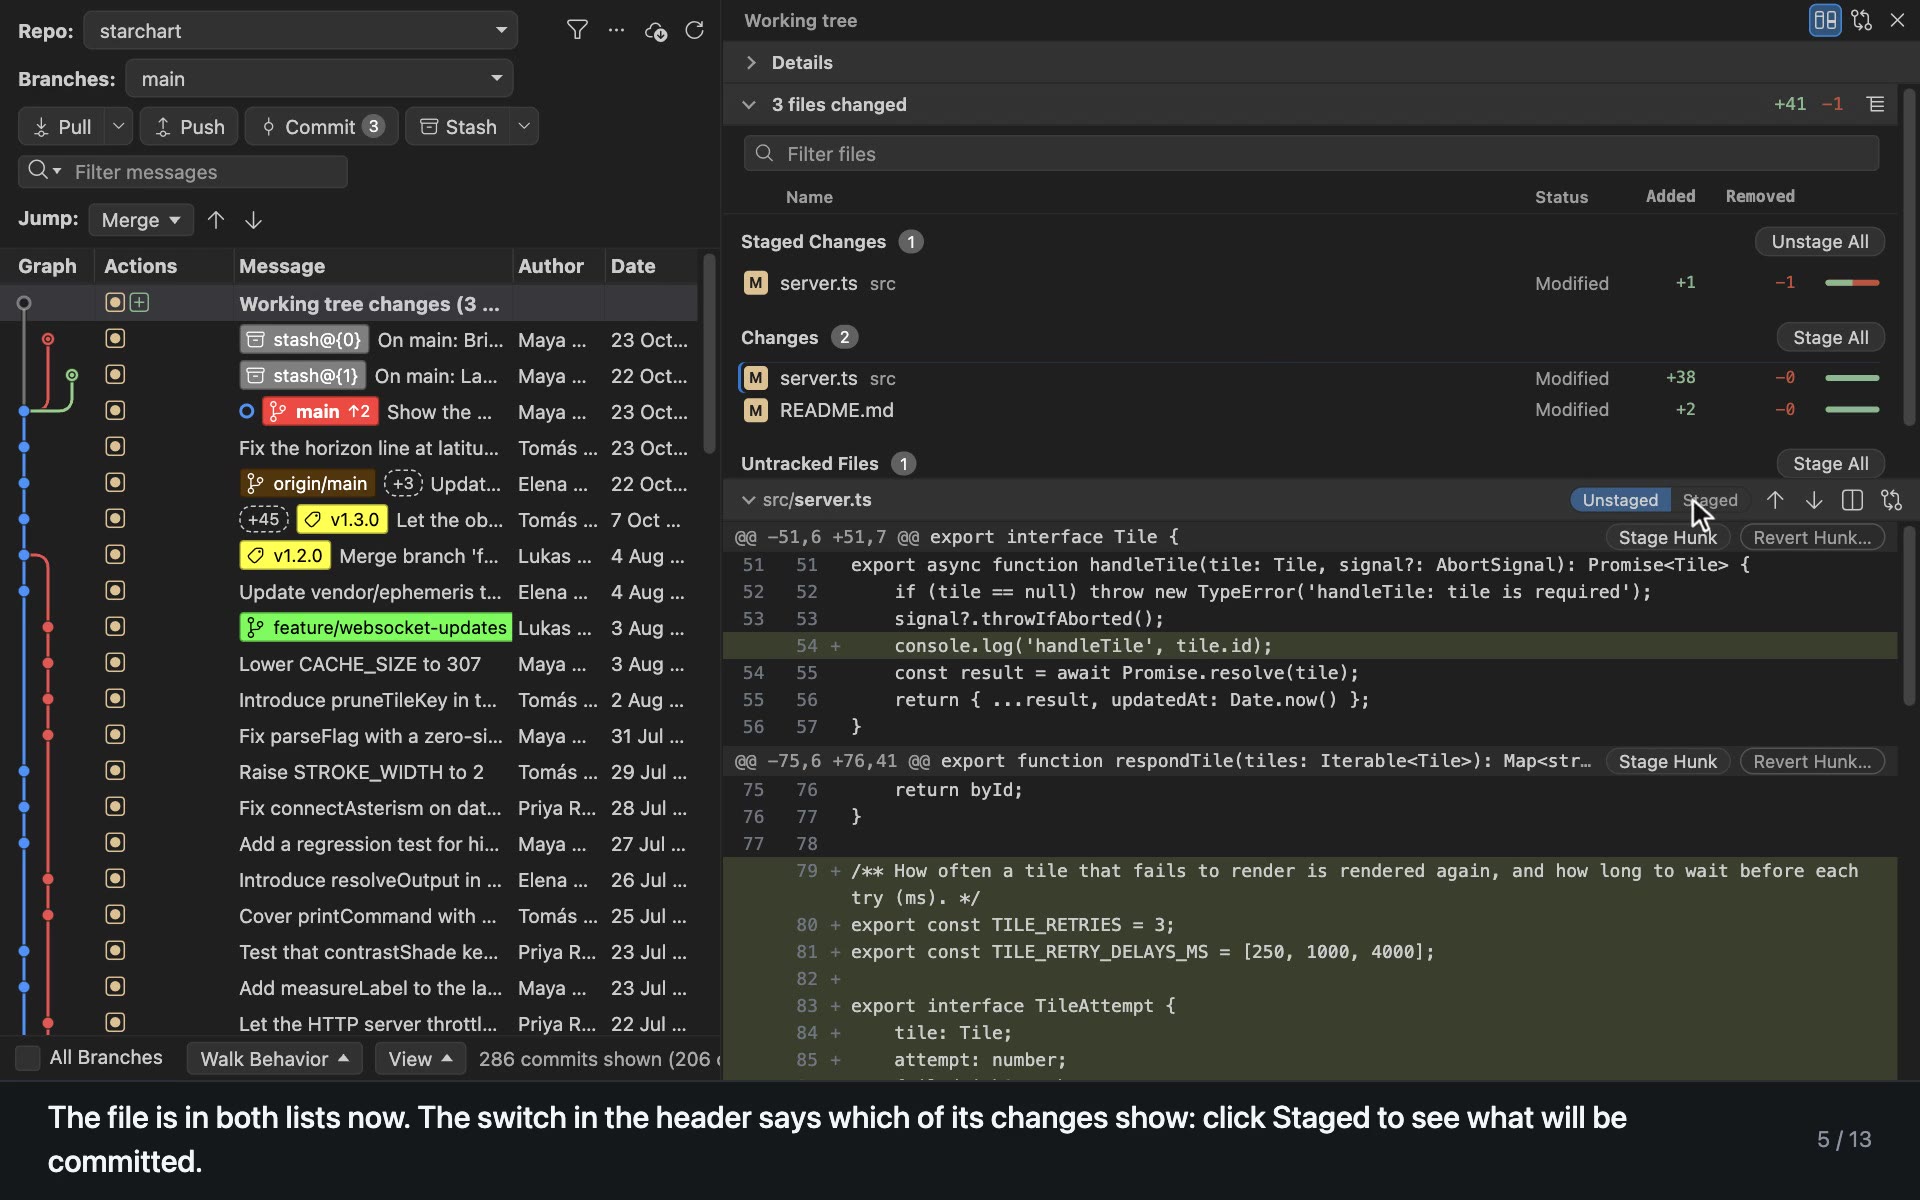 Repo: starchart
Branches: main
Pull Push Commit 3 Stash
Filter messages
Jump: Merge
Graph Actions Message Author Date
Working tree changes (3 ...
stash@{0} On main: Bri... Maya ... 23 Oct...
stash@{1} On main: La... Maya ... 22 Oct...
main ↑2 Show the ... Maya ... 23 Oct...
Fix the horizon line at latitu... Tomás ... 23 Oct...
origin/main +3 Updat... Elena ... 22 Oct...
+45 v1.3.0 Let the ob... Tomás ... 7 Oct ...
v1.2.0 Merge branch 'f... Lukas ... 4 Aug ...
Update vendor/ephemeris t... Elena ... 4 Aug ...
feature/websocket-updates Lukas ... 3 Aug ...
Lower CACHE_SIZE to 307 Maya ... 3 Aug ...
Introduce pruneTileKey in t... Tomás ... 2 Aug ...
Fix parseFlag with a zero-si... Maya ... 31 Jul ...
Raise STROKE_WIDTH to 2 Tomás ... 29 Jul ...
Fix connectAsterism on dat... Priya R... 28 Jul ...
Add a regression test for hi... Maya ... 27 Jul ...
Introduce resolveOutput in ... Elena ... 26 Jul ...
Cover printCommand with ... Tomás ... 25 Jul ...
Test that contrastShade ke... Priya R... 23 Jul ...
Add measureLabel to the la... Maya ... 23 Jul ...
Let the HTTP server throttl... Priya R... 22 Jul ...
All Branches Walk Behavior View 286 commits shown (206
Working tree
Details
3 files changed +41 −1
Filter files
Name Status Added Removed
Staged Changes 1 Unstage All
M server.ts src Modified +1 −1
Changes 2 Stage All
M server.ts src Modified +38 −0
M README.md Modified +2 −0
Untracked Files 1 Stage All
src/server.ts Unstaged Staged
@@ −51,6 +51,7 @@ export interface Tile { Stage Hunk Revert Hunk...
51 51 export async function handleTile(tile: Tile, signal?: AbortSignal): Promise<Tile> {
52 52 if (tile == null) throw new TypeError('handleTile: tile is required');
53 53 signal?.throwIfAborted();
54 + console.log('handleTile', tile.id);
54 55 const result = await Promise.resolve(tile);
55 56 return { ...result, updatedAt: Date.now() };
56 57 }
@@ −75,6 +76,41 @@ export function respondTile(tiles: Iterable<Tile>): Map<str... Stage Hunk Revert Hunk...
75 76 return byId;
76 77 }
77 78
79 + /** How often a tile that fails to render is rendered again, and how long to wait before each
try (ms). */
80 + export const TILE_RETRIES = 3;
81 + export const TILE_RETRY_DELAYS_MS = [250, 1000, 4000];
82 +
83 + export interface TileAttempt {
84 + tile: Tile;
85 + attempt: number;
The file is in both lists now. The switch in the header says which of its changes show: click Staged to see what will be
committed.
5 / 13